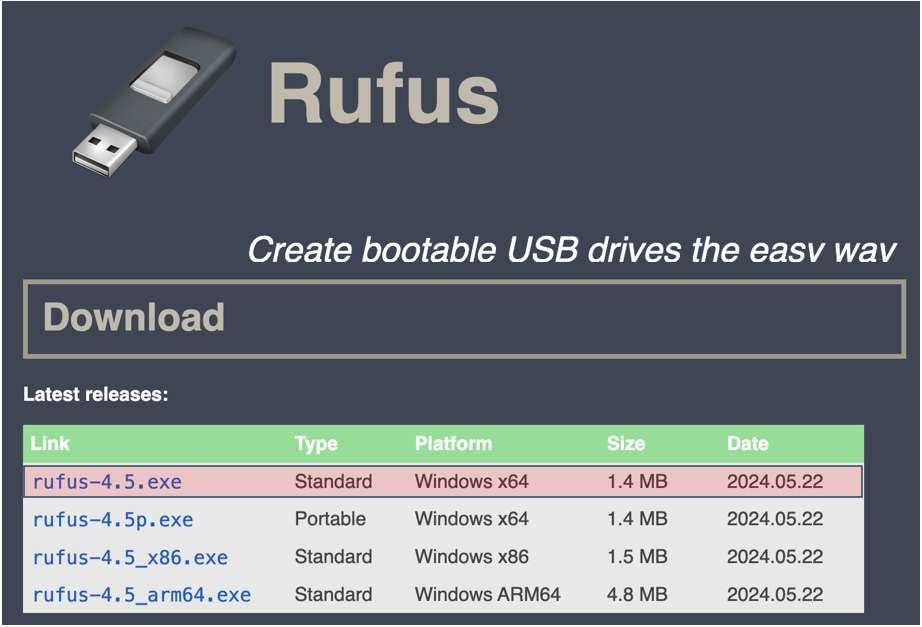 Rufus
Create bootable USB drives the easy way
Download
Latest releases:
Link Type Platform Size Date
rufus-4.5.exe Standard Windows x64 1.4 MB 2024.05.22
rufus-4.5p.exe Portable Windows x64 1.4 MB 2024.05.22
rufus-4.5_x86.exe Standard Windows x86 1.5 MB 2024.05.22
rufus-4.5_arm64.exe Standard Windows ARM64 4.8 MB 2024.05.22